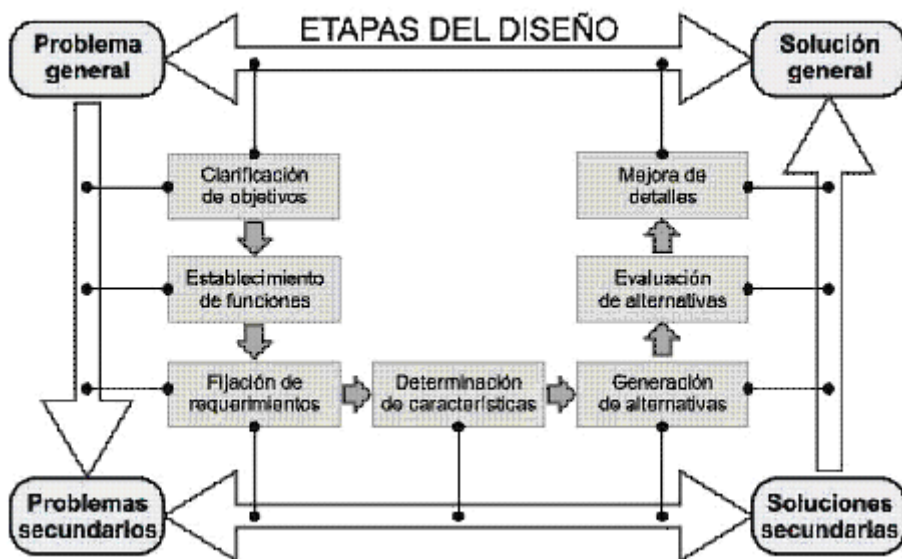 ETAPAS DEL DISEÑO
Problema
general
Solución
general
Clarificación
de objetivos
Mejora de
detalles
Establecimiento
de funciones
Evaluación
de alternativas
Fijación de
requerimientos
Determinación
de características
Generación
de alternativas
Problemas
secundarios
Soluciones
secundarias